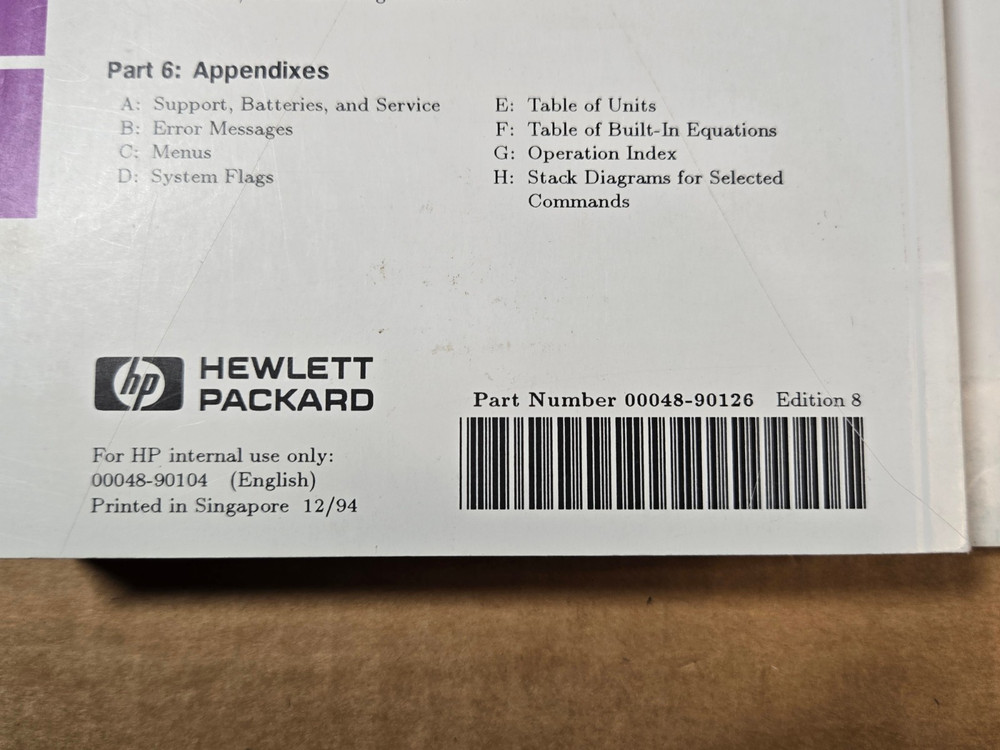 Part 6: Appendixes
A: Support, Batteries, and Service
B: Error Messages
C: Menus
D: System Flags
E: Table of Units
F: Table of Built-In Equations
G: Operation Index
H: Stack Diagrams for Selected
Commands
hp HEWLETT
PACKARD
For HP internal use only:
00048-90104 (English)
Printed in Singapore 12/94
Part Number 00048-90126 Edition 8